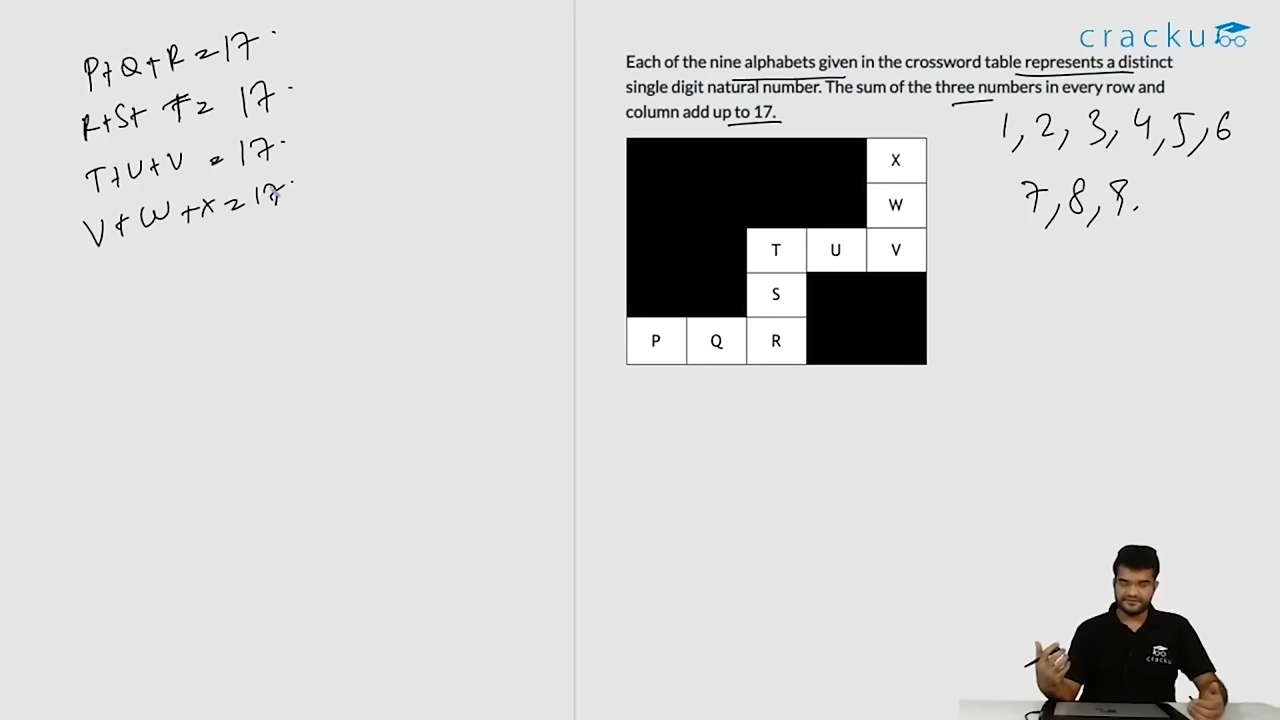 cracku
Each of the nine alphabets given in the crossword table represents a distinct
single digit natural number. The sum of the three numbers in every row and
column add up to 17.
P+Q+R=17.
R+S+T=17.
T+U+V=17.
V+W+X=17.
1,2,3,4,5,6
7,8,9.
X
W
T U V
S
P Q R
cracku